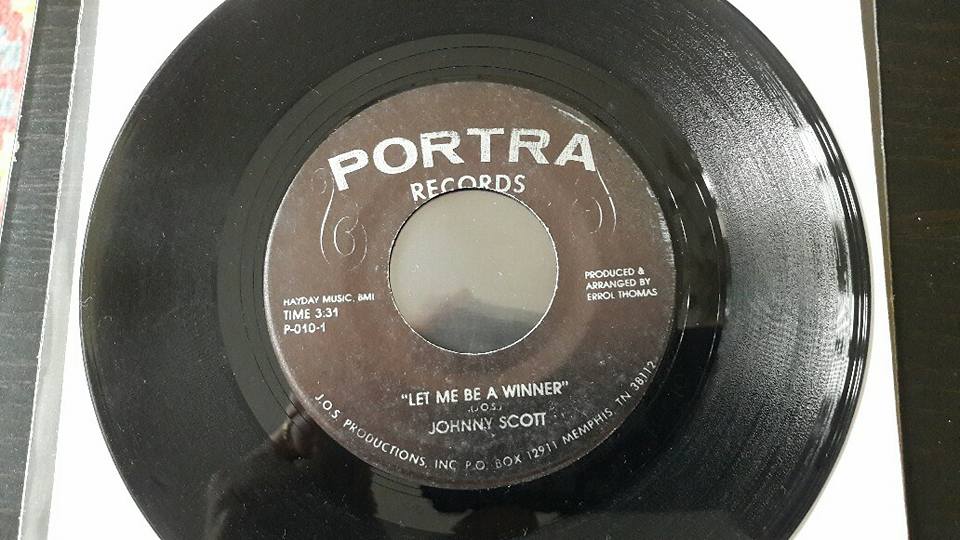 PORTRA
RECORDS
HAYDAY MUSIC, BMI
TIME 3:31
P-010-1
PRODUCED &
ARRANGED BY
ERROL THOMAS
"LET ME BE A WINNER"
(J.O.S.)
JOHNNY SCOTT
J.O.S. PRODUCTIONS, INC. P.O. BOX 12911 MEMPHIS, TN 38112